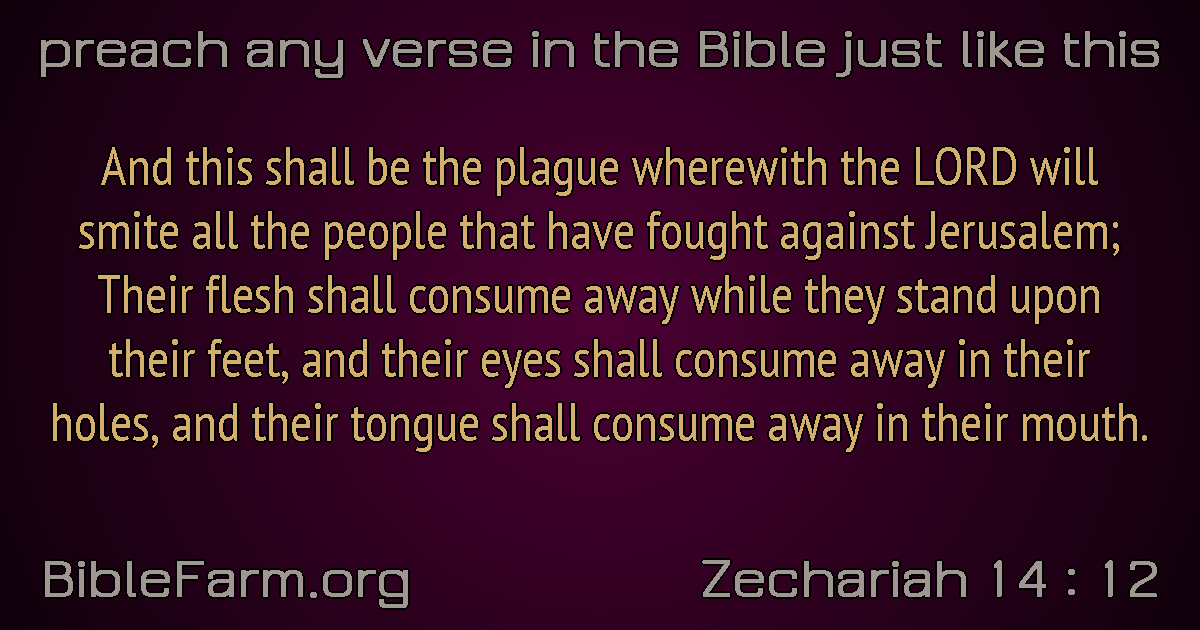 preach any verse in the Bible just like this
And this shall be the plague wherewith the LORD will
smite all the people that have fought against Jerusalem;
Their flesh shall consume away while they stand upon
their feet, and their eyes shall consume away in their
holes, and their tongue shall consume away in their mouth.
BibleFarm.org
Zechariah 14 : 12